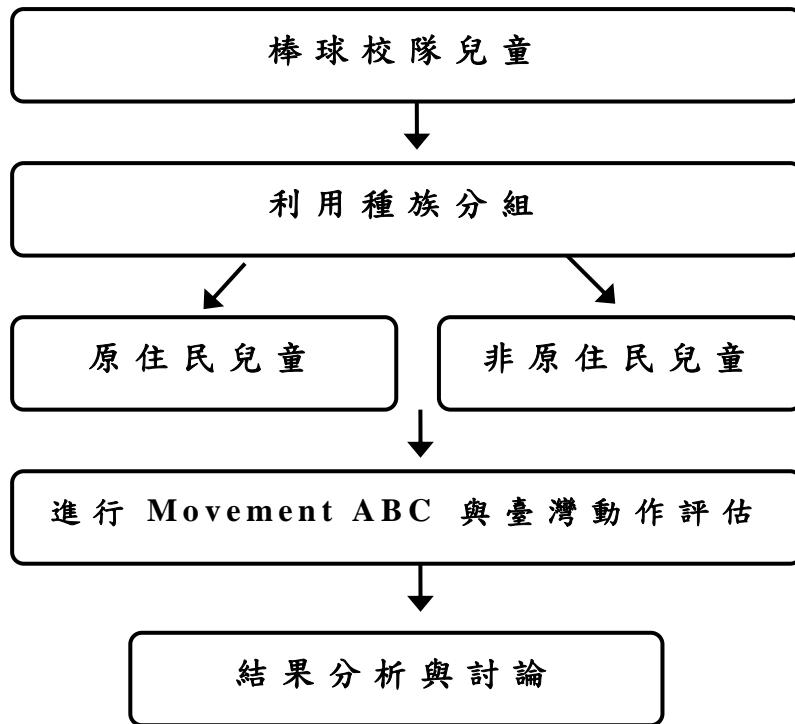 棒球校隊兒童
利用種族分組
原住民兒童
非原住民兒童
進行 Movement ABC 與臺灣動作評估
結果分析與討論